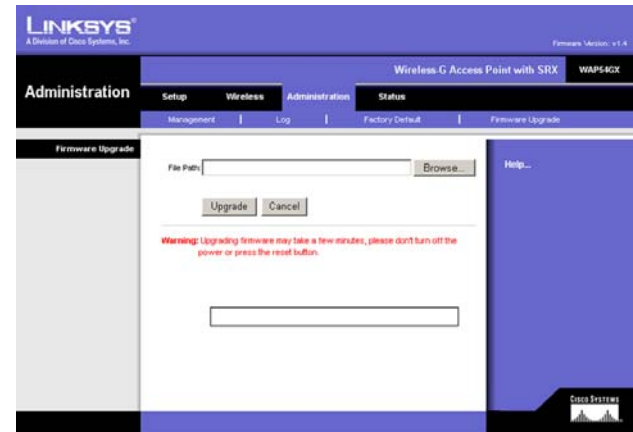 LINKSYS®
A Division of Cisco Systems, Inc.
Firmware Version: v1.4
Wireless-G Access Point with SRX WAP54GX
Administration
Setup Wireless Administration Status
Management | Log | Factory Default | Firmware Upgrade
Firmware Upgrade
File Path: Browse...
Help...
Upgrade Cancel
Warning: Upgrading firmware may take a few minutes, please don't turn off the
power or press the reset button.
CISCO SYSTEMS